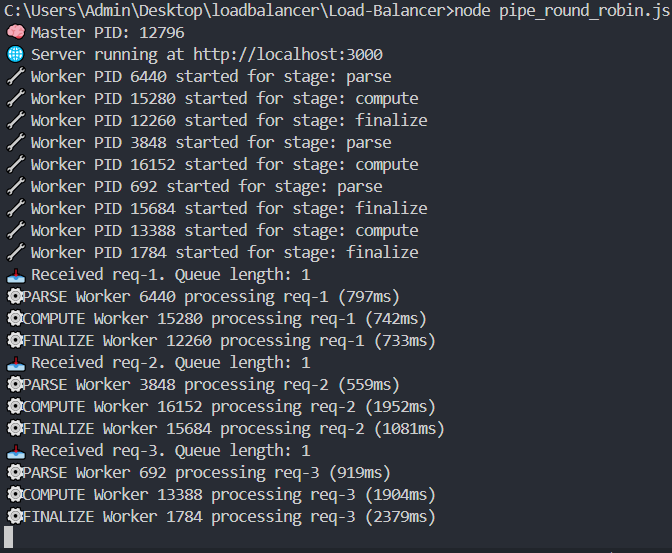 C:\Users\Admin\Desktop\loadbalancer\Load-Balancer>node pipe_round_robin.js
🧠 Master PID: 12796
🌐 Server running at http://localhost:3000
🔧 Worker PID 6440 started for stage: parse
🔧 Worker PID 15280 started for stage: compute
🔧 Worker PID 12260 started for stage: finalize
🔧 Worker PID 3848 started for stage: parse
🔧 Worker PID 16152 started for stage: compute
🔧 Worker PID 692 started for stage: parse
🔧 Worker PID 15684 started for stage: finalize
🔧 Worker PID 13388 started for stage: compute
🔧 Worker PID 1784 started for stage: finalize
📥 Received req-1. Queue length: 1
⚙️PARSE Worker 6440 processing req-1 (797ms)
⚙️COMPUTE Worker 15280 processing req-1 (742ms)
⚙️FINALIZE Worker 12260 processing req-1 (733ms)
📥 Received req-2. Queue length: 1
⚙️PARSE Worker 3848 processing req-2 (559ms)
⚙️COMPUTE Worker 16152 processing req-2 (1952ms)
⚙️FINALIZE Worker 15684 processing req-2 (1081ms)
📥 Received req-3. Queue length: 1
⚙️PARSE Worker 692 processing req-3 (919ms)
⚙️COMPUTE Worker 13388 processing req-3 (1904ms)
⚙️FINALIZE Worker 1784 processing req-3 (2379ms)